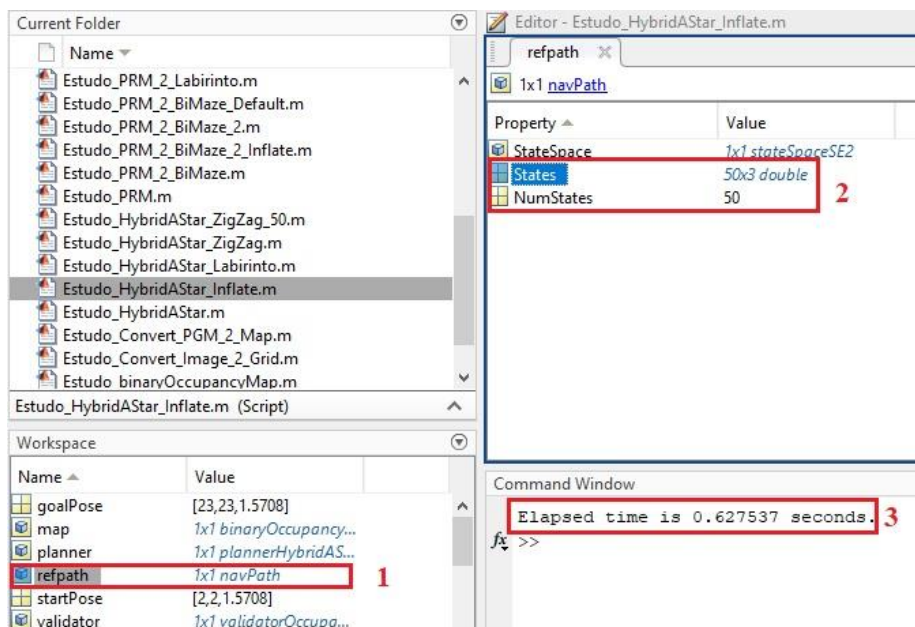 Current Folder
Name
Estudo_PRM_2_Labirinto.m
Estudo_PRM_2_BiMaze_Default.m
Estudo_PRM_2_BiMaze_2.m
Estudo_PRM_2_BiMaze_2_Inflate.m
Estudo_PRM_2_BiMaze.m
Estudo_PRM.m
Estudo_HybridAStar_ZigZag_50.m
Estudo_HybridAStar_ZigZag.m
Estudo_HybridAStar_Labirinto.m
Estudo_HybridAStar_Inflate.m
Estudo_HybridAStar.m
Estudo_Convert_PGM_2_Map.m
Estudo_Convert_Image_2_Grid.m
Estudo_binaryOccupancyMap.m
Estudo_HybridAStar_Inflate.m (Script)
Workspace
Name Value
goalPose [23,23,1.5708]
map 1x1 binaryOccupancy...
planner 1x1 plannerHybridAS...
refpath 1x1 navPath 1
startPose [2,2,1.5708]
validator 1x1 validatorOccupa...
Editor - Estudo_HybridAStar_Inflate.m
refpath
1x1 navPath
Property Value
StateSpace 1x1 stateSpaceSE2
States 50x3 double
NumStates 50
2
Command Window
Elapsed time is 0.627537 seconds. 3
fx >>